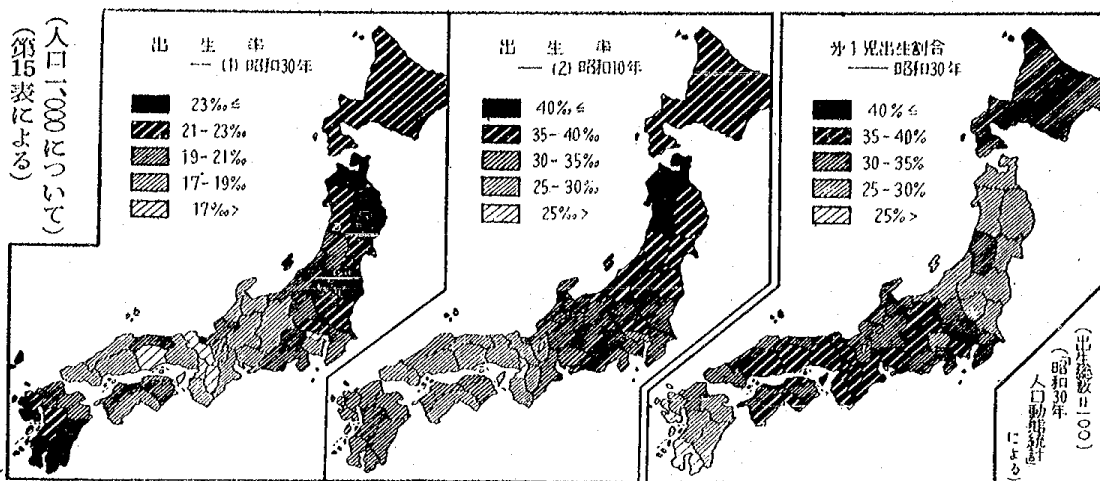 (人口一、〇〇〇について)
(第15表による)
出生率
── (1) 昭和30年
23‰≦
21-23‰
19-21‰
17-19‰
17‰>
出生率
── (2) 昭和10年
40‰≦
35-40‰
30-35‰
25-30‰
25‰>
第1児出生割合
── 昭和30年
40%≦
35-40%
30-35%
25-30%
25%>
(出生総数=100)
(昭和30年
人口動態統計
による)